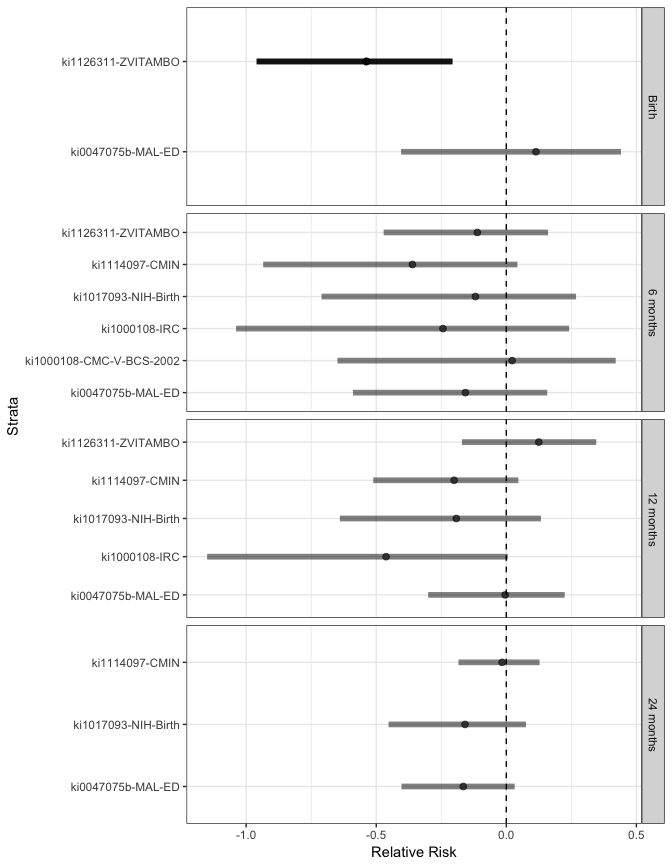 ki1126311-ZVITAMBO
ki0047075b-MAL-ED
Birth
ki1126311-ZVITAMBO
ki1114097-CMIN
ki1017093-NIH-Birth
ki1000108-IRC
ki1000108-CMC-V-BCS-2002
ki0047075b-MAL-ED
6 months
Strata
ki1126311-ZVITAMBO
ki1114097-CMIN
ki1017093-NIH-Birth
ki1000108-IRC
ki0047075b-MAL-ED
12 months
ki1114097-CMIN
ki1017093-NIH-Birth
ki0047075b-MAL-ED
24 months
-1.0 -0.5 0.0 0.5
Relative Risk